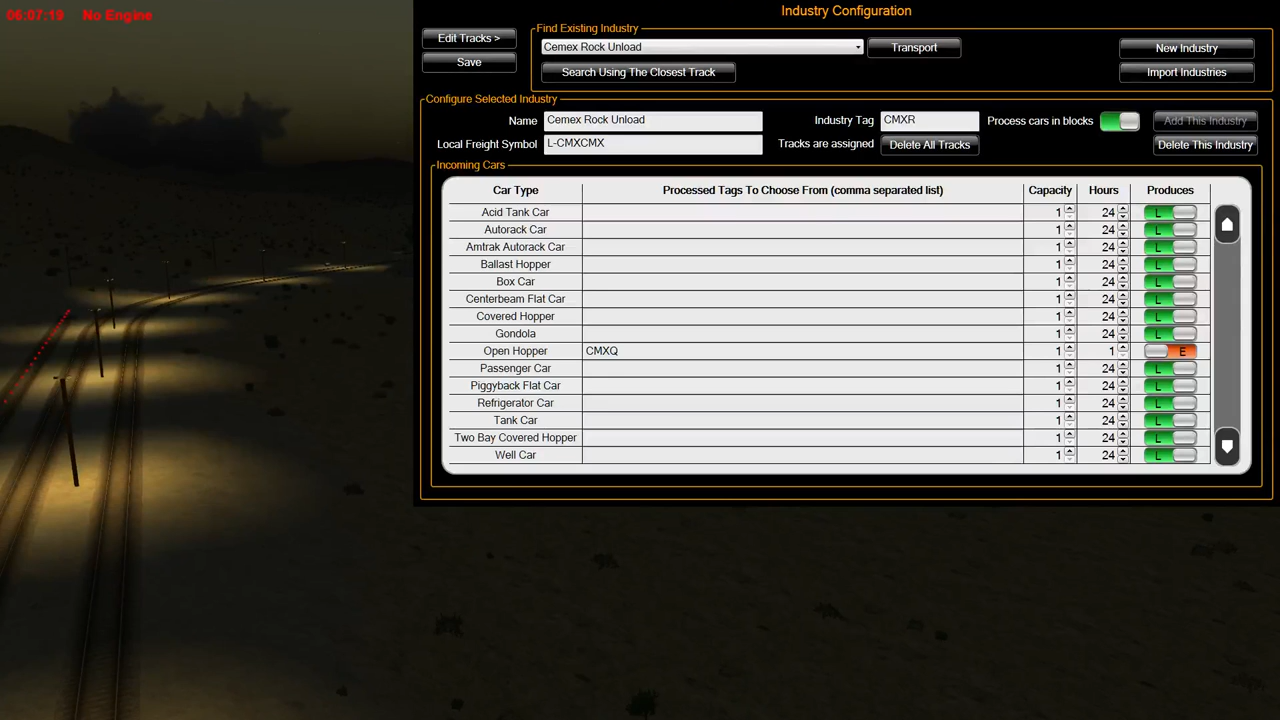 06:07:19 No Engine
Industry Configuration
Edit Tracks >
Save
Find Existing Industry
Cemex Rock Unload
Transport
Search Using The Closest Track
New Industry
Import Industries
Configure Selected Industry
Name Cemex Rock Unload Industry Tag CMXR Process cars in blocks Add This Industry
Local Freight Symbol L-CMXCMX Tracks are assigned Delete All Tracks Delete This Industry
Incoming Cars
Car Type Processed Tags To Choose From (comma separated list) Capacity Hours Produces
Acid Tank Car 1 24 L
Autorack Car 1 24 L
Amtrak Autorack Car 1 24 L
Ballast Hopper 1 24 L
Box Car 1 24 L
Centerbeam Flat Car 1 24 L
Covered Hopper 1 24 L
Gondola 1 24 L
Open Hopper CMXQ 1 1 E
Passenger Car 1 24 L
Piggyback Flat Car 1 24 L
Refrigerator Car 1 24 L
Tank Car 1 24 L
Two Bay Covered Hopper 1 24 L
Well Car 1 24 L